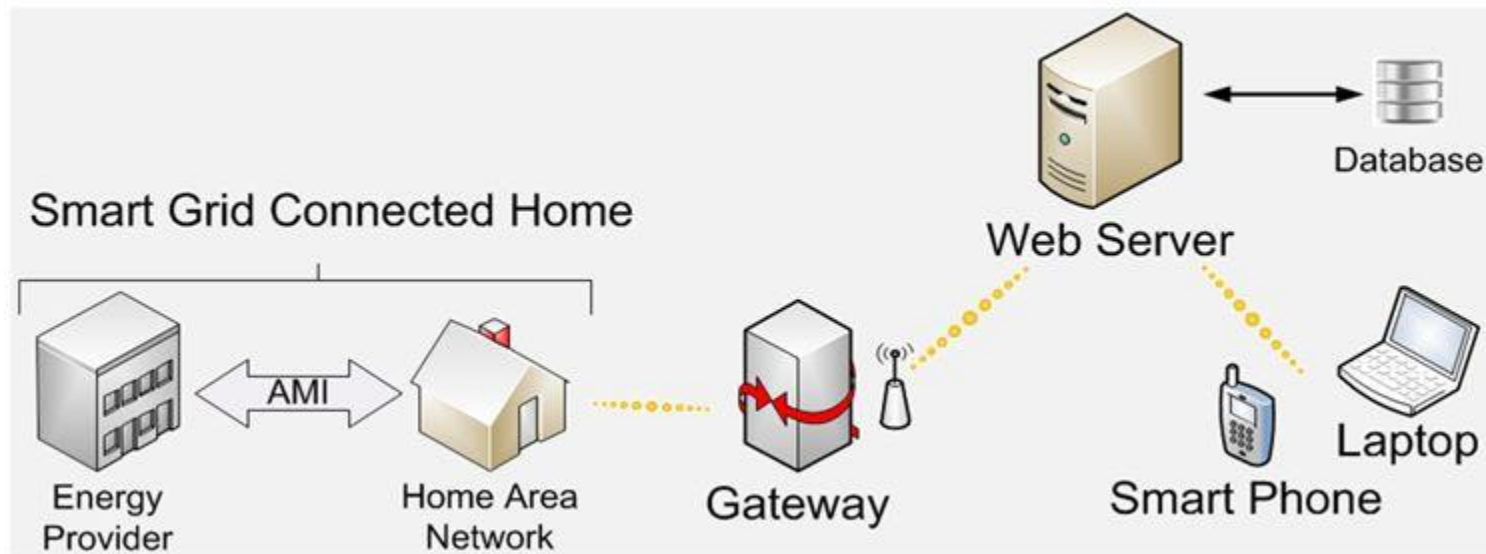 Database
Web Server
Smart Grid Connected Home
AMI
Energy
Provider
Home Area
Network
Gateway
Smart Phone
Laptop